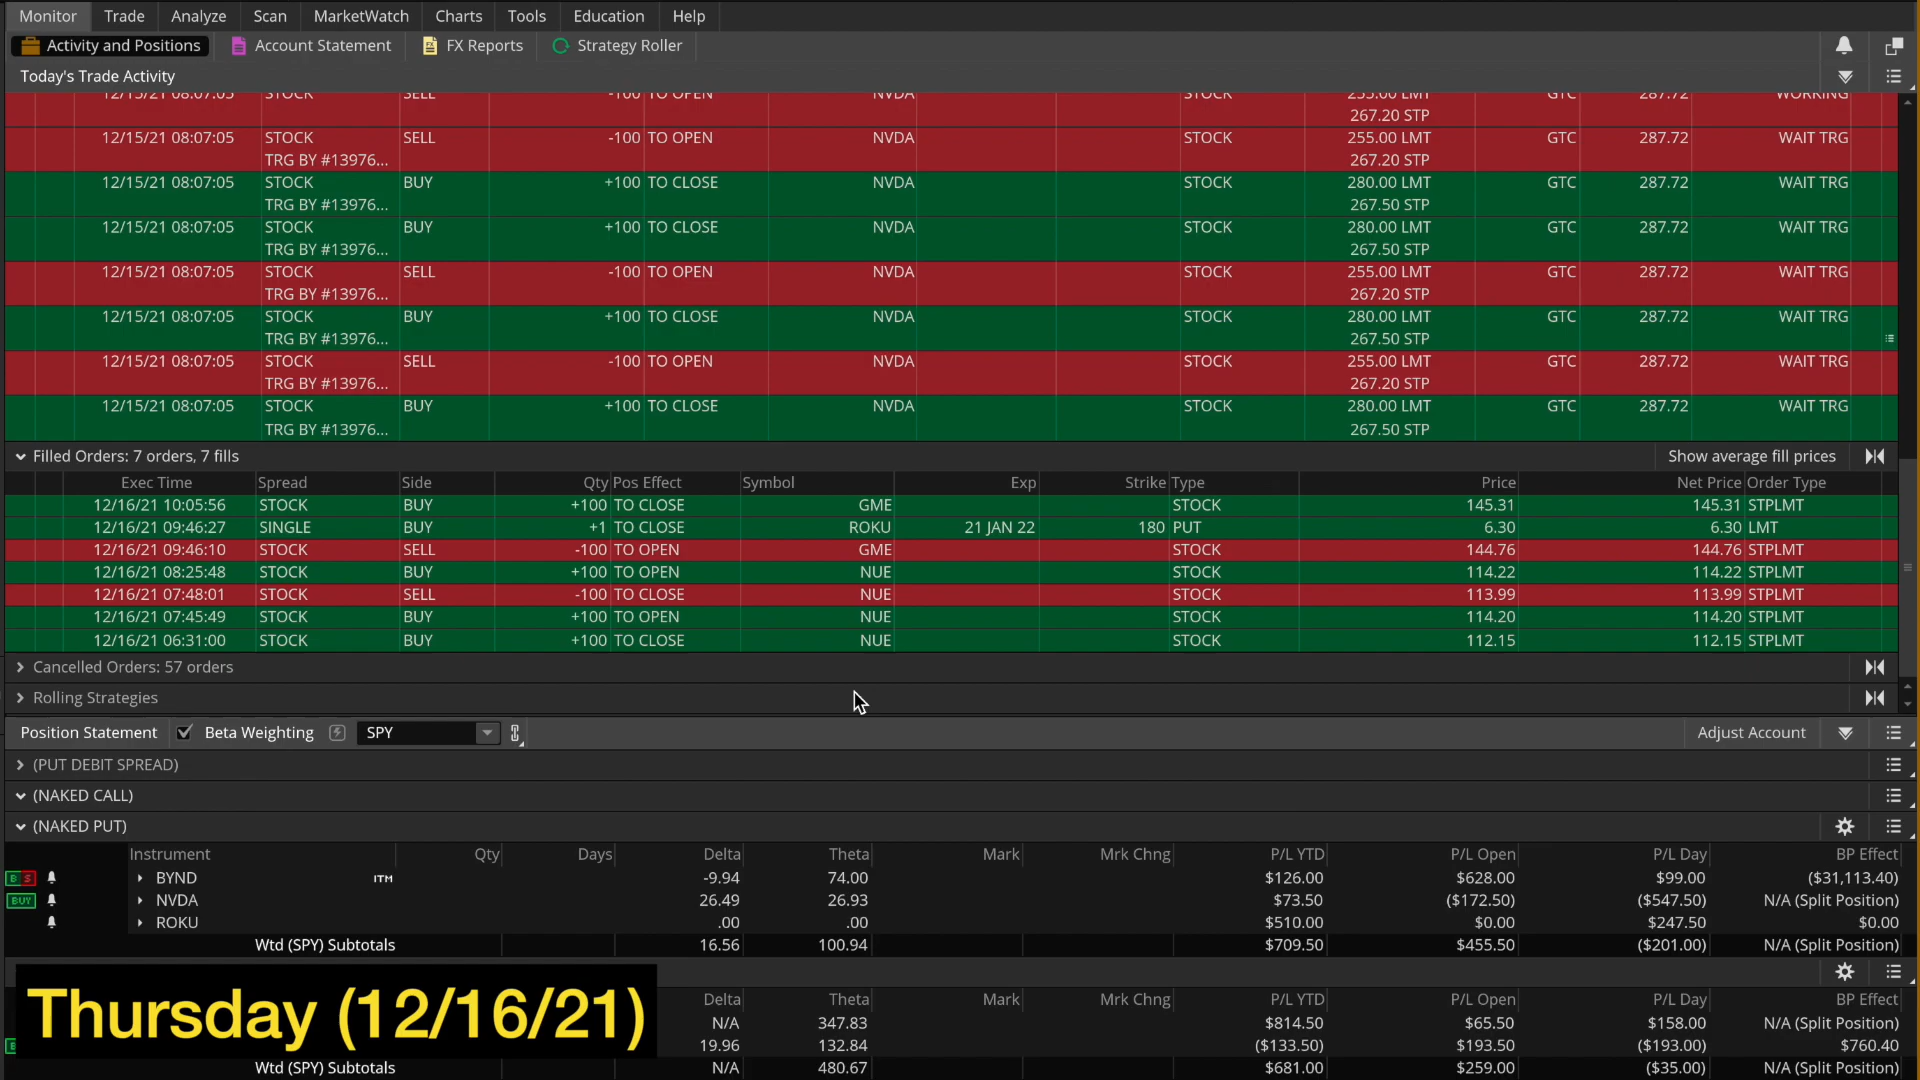 Monitor Trade Analyze Scan MarketWatch Charts Tools Education Help
Activity and Positions Account Statement FX Reports Strategy Roller
Today's Trade Activity
12/15/21 08:07:05 STOCK SELL -100 TO OPEN NVDA STOCK 255.00 LMT GTC 287.72 WORKING
267.20 STP
12/15/21 08:07:05 STOCK SELL -100 TO OPEN NVDA STOCK 255.00 LMT GTC 287.72 WAIT TRG
TRG BY #13976... 267.20 STP
12/15/21 08:07:05 STOCK BUY +100 TO CLOSE NVDA STOCK 280.00 LMT GTC 287.72 WAIT TRG
TRG BY #13976... 267.50 STP
12/15/21 08:07:05 STOCK BUY +100 TO CLOSE NVDA STOCK 280.00 LMT GTC 287.72 WAIT TRG
TRG BY #13976... 267.50 STP
12/15/21 08:07:05 STOCK SELL -100 TO OPEN NVDA STOCK 255.00 LMT GTC 287.72 WAIT TRG
TRG BY #13976... 267.20 STP
12/15/21 08:07:05 STOCK BUY +100 TO CLOSE NVDA STOCK 280.00 LMT GTC 287.72 WAIT TRG
TRG BY #13976... 267.50 STP
12/15/21 08:07:05 STOCK SELL -100 TO OPEN NVDA STOCK 255.00 LMT GTC 287.72 WAIT TRG
TRG BY #13976... 267.20 STP
12/15/21 08:07:05 STOCK BUY +100 TO CLOSE NVDA STOCK 280.00 LMT GTC 287.72 WAIT TRG
TRG BY #13976... 267.50 STP
Filled Orders: 7 orders, 7 fills Show average fill prices
Exec Time Spread Side Qty Pos Effect Symbol Exp Strike Type Price Net Price Order Type
12/16/21 10:05:56 STOCK BUY +100 TO CLOSE GME STOCK 145.31 145.31 STPLMT
12/16/21 09:46:27 SINGLE BUY +1 TO CLOSE ROKU 21 JAN 22 180 PUT 6.30 6.30 LMT
12/16/21 09:46:10 STOCK SELL -100 TO OPEN GME STOCK 144.76 144.76 STPLMT
12/16/21 08:25:48 STOCK BUY +100 TO OPEN NUE STOCK 114.22 114.22 STPLMT
12/16/21 07:48:01 STOCK SELL -100 TO CLOSE NUE STOCK 113.99 113.99 STPLMT
12/16/21 07:45:49 STOCK BUY +100 TO OPEN NUE STOCK 114.20 114.20 STPLMT
12/16/21 06:31:00 STOCK BUY +100 TO CLOSE NUE STOCK 112.15 112.15 STPLMT
Cancelled Orders: 57 orders
Rolling Strategies
Position Statement Beta Weighting SPY Adjust Account
(PUT DEBIT SPREAD)
(NAKED CALL)
(NAKED PUT)
Instrument Qty Days Delta Theta Mark Mrk Chng P/L YTD P/L Open P/L Day BP Effect
B S BYND ITM -9.94 74.00 $126.00 $628.00 $99.00 ($31,113.40)
BUY NVDA 26.49 26.93 $73.50 ($172.50) ($547.50) N/A (Split Position)
ROKU .00 .00 $510.00 $0.00 $247.50 $0.00
Wtd (SPY) Subtotals 16.56 100.94 $709.50 $455.50 ($201.00) N/A (Split Position)
Delta Theta Mark Mrk Chng P/L YTD P/L Open P/L Day BP Effect
N/A 347.83 $814.50 $65.50 $158.00 N/A (Split Position)
19.96 132.84 ($133.50) $193.50 ($193.00) $760.40
Wtd (SPY) Subtotals N/A 480.67 $681.00 $259.00 ($35.00) N/A (Split Position)
Thursday (12/16/21)